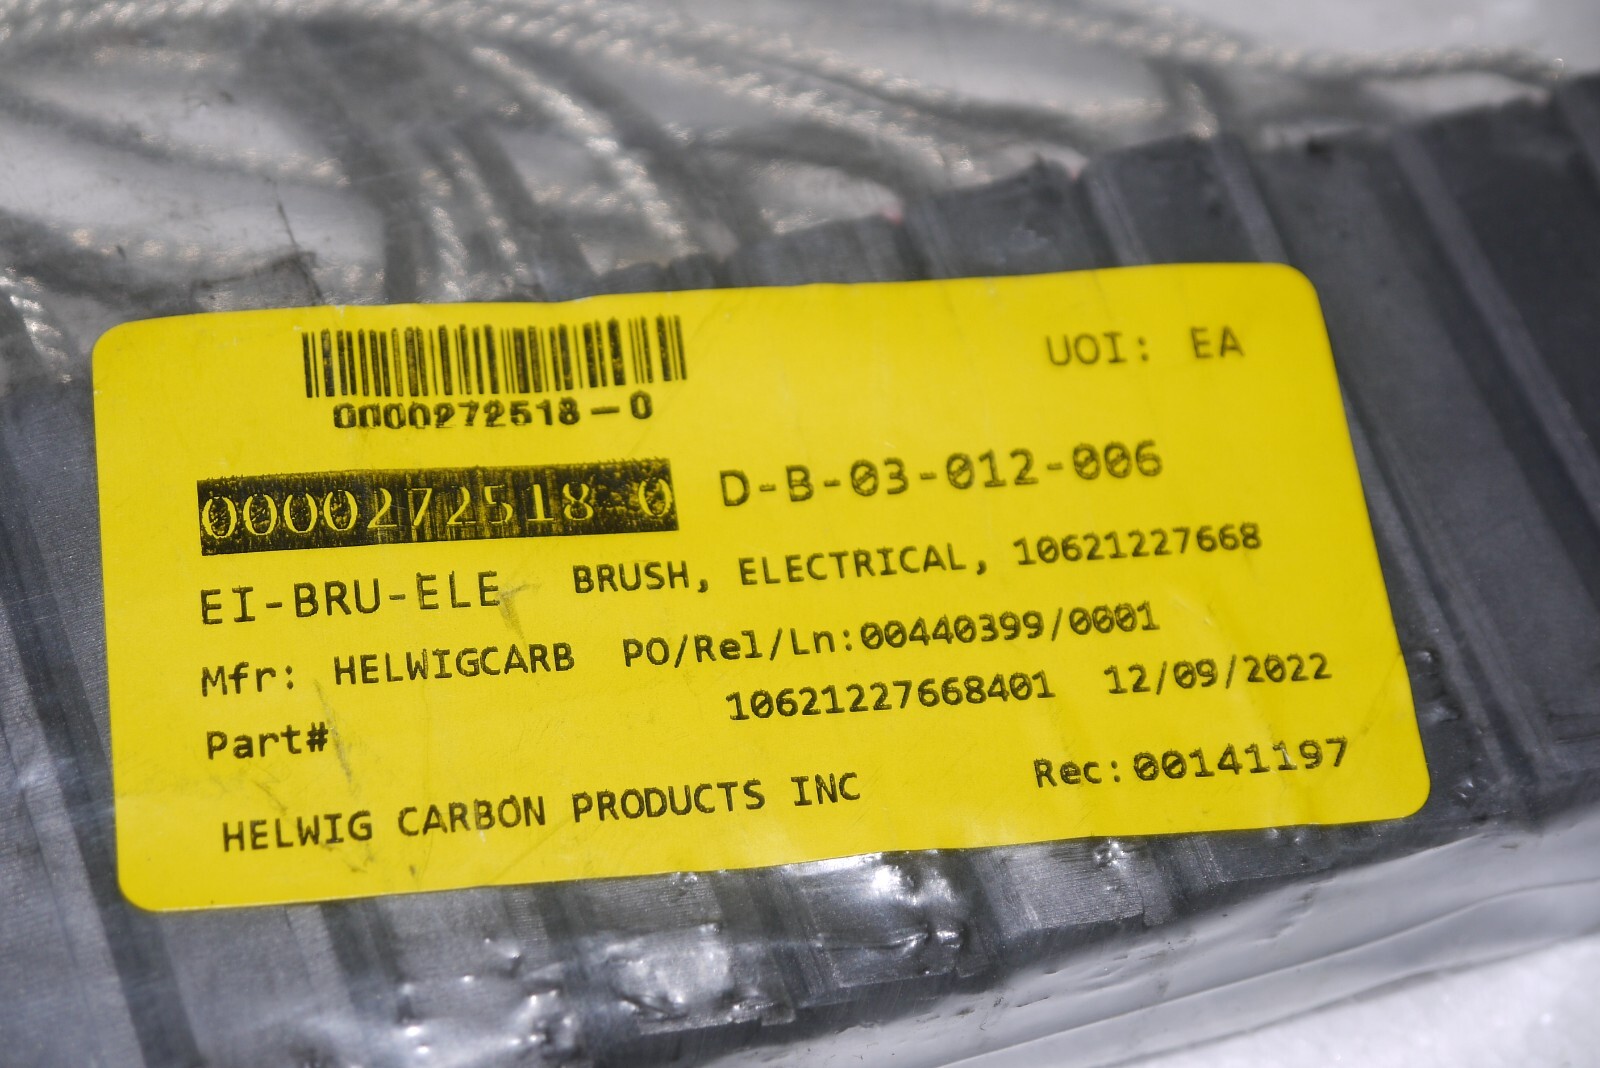 UOI: EA
0000272518-0
0000272518-0 D-B-03-012-006
EI-BRU-ELE BRUSH, ELECTRICAL, 10621227668
Mfr: HELWIGCARB PO/Rel/Ln:00440399/0001
Part# 10621227668401 12/09/2022
HELWIG CARBON PRODUCTS INC Rec:00141197